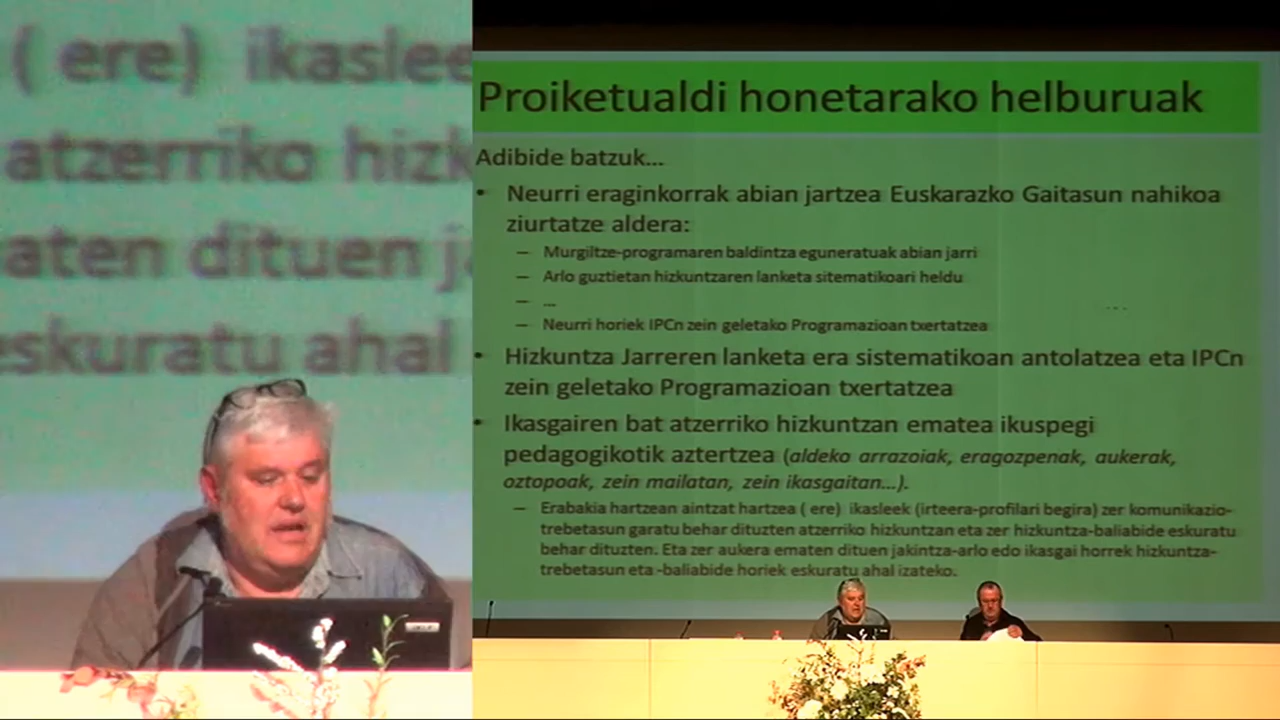 ( ere) ikaslee
atzerriko hizk
aten dituen j
eskuratu ahal
Proiketualdi honetarako helburuak
Adibide batzuk...
• Neurri eraginkorrak abian jartzea Euskarazko Gaitasun nahikoa
ziurtatze aldera:
– Murgiltze-programaren baldintza eguneratuak abian jarri
– Arlo guztietan hizkuntzaren lanketa sitematikoari heldu
– ...
– Neurri horiek IPCn zein geletako Programazioan txertatzea
• Hizkuntza Jarreren lanketa era sistematikoan antolatzea eta IPCn
zein geletako Programazioan txertatzea
• Ikasgairen bat atzerriko hizkuntzan ematea ikuspegi
pedagogikotik aztertzea (aldeko arrazoiak, eragozpenak, aukerak,
oztopoak, zein mailatan, zein ikasgaitan...).
– Erabakia hartzean aintzat hartzea ( ere) ikasleek (irteera-profilari begira) zer komunikazio-
trebetasun garatu behar dituzten atzerriko hizkuntzan eta zer hizkuntza-baliabide eskuratu
behar dituzten. Eta zer aukera ematen dituen jakintza-arlo edo ikasgai horrek hizkuntza-
trebetasun eta -baliabide horiek eskuratu ahal izateko.